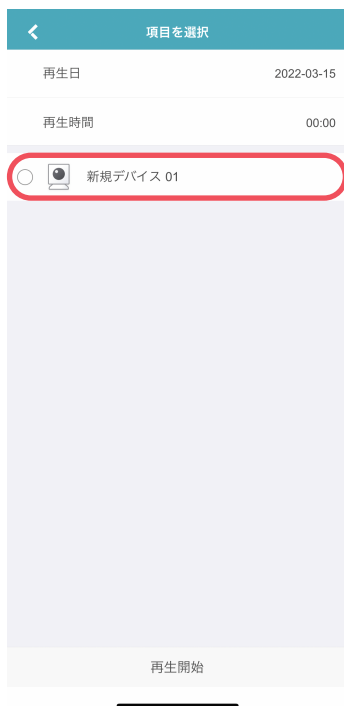 項目を選択
再生日 2022-03-15
再生時間 00:00
新規デバイス 01
再生開始